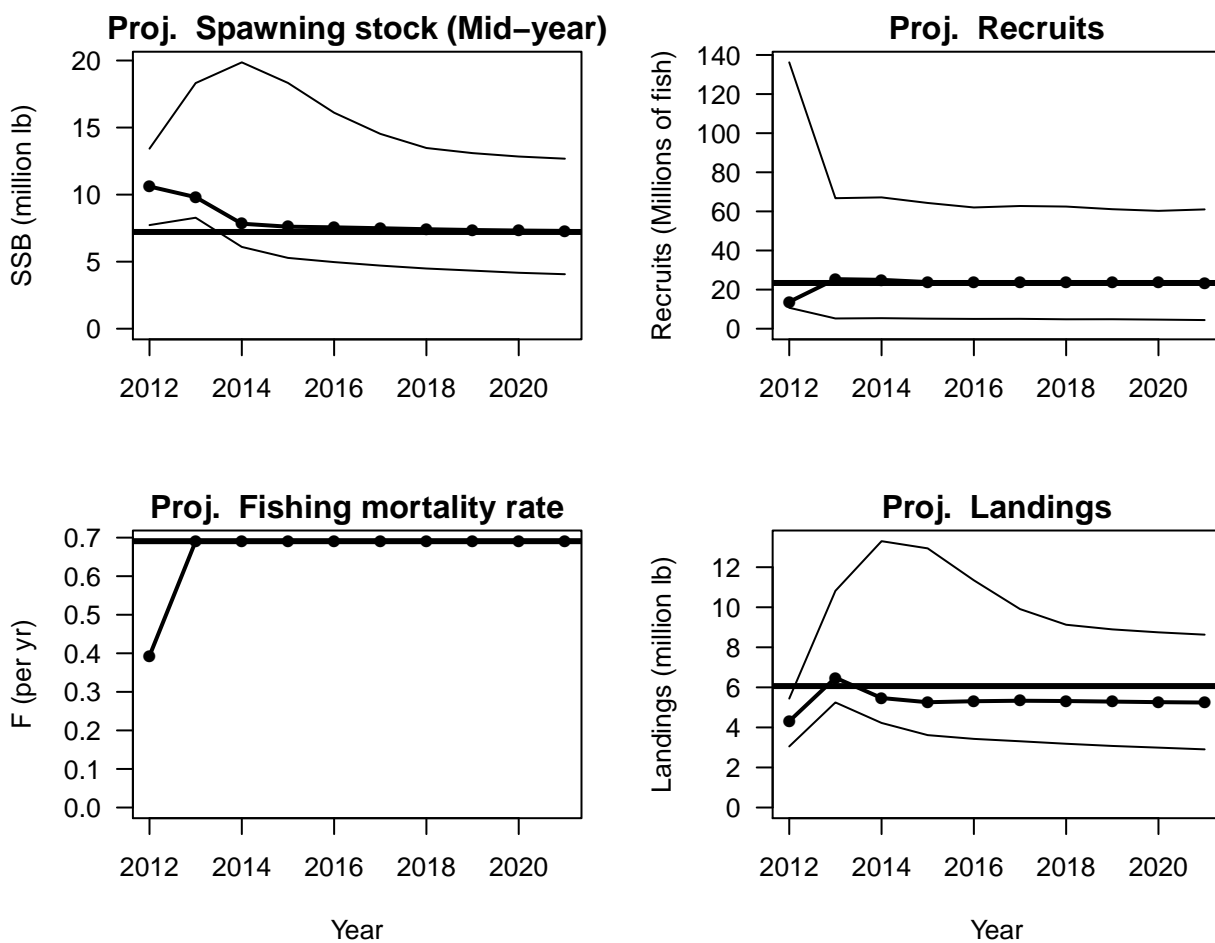 Proj. Spawning stock (Mid−year)
SSB (million lb)
20
15
10
5
0
2012 2014 2016 2018 2020
Proj. Recruits
Recruits (Millions of fish)
140
120
100
80
60
40
20
0
2012 2014 2016 2018 2020
Proj. Fishing mortality rate
F (per yr)
0.7
0.6
0.5
0.4
0.3
0.2
0.1
0.0
2012 2014 2016 2018 2020
Year
Proj. Landings
Landings (million lb)
12
10
8
6
4
2
0
2012 2014 2016 2018 2020
Year